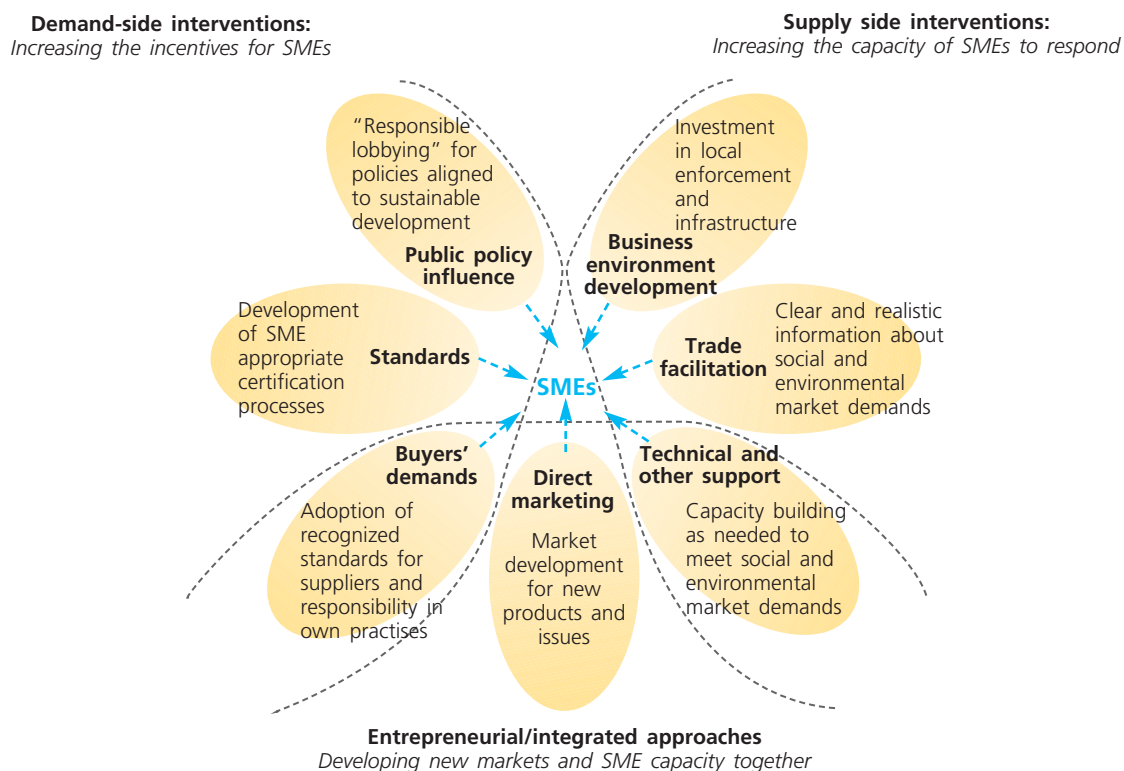 Demand-side interventions:
Increasing the incentives for SMEs
Supply side interventions:
Increasing the capacity of SMEs to respond
“Responsible
lobbying” for
policies aligned
to sustainable
development
Public policy
influence
Investment
in local
enforcement
and
infrastructure
Business
environment
development
Development
of SME
appropriate
certification
processes
Standards
SMEs
Trade
facilitation
Clear and realistic
information about
social and
environmental
market demands
Buyers’
demands
Adoption of
recognized
standards for
suppliers and
responsibility in
own practises
Direct
marketing
Market
development
for new
products and
issues
Technical and
other support
Capacity building
as needed to
meet social and
environmental
market demands
Entrepreneurial/integrated approaches
Developing new markets and SME capacity together